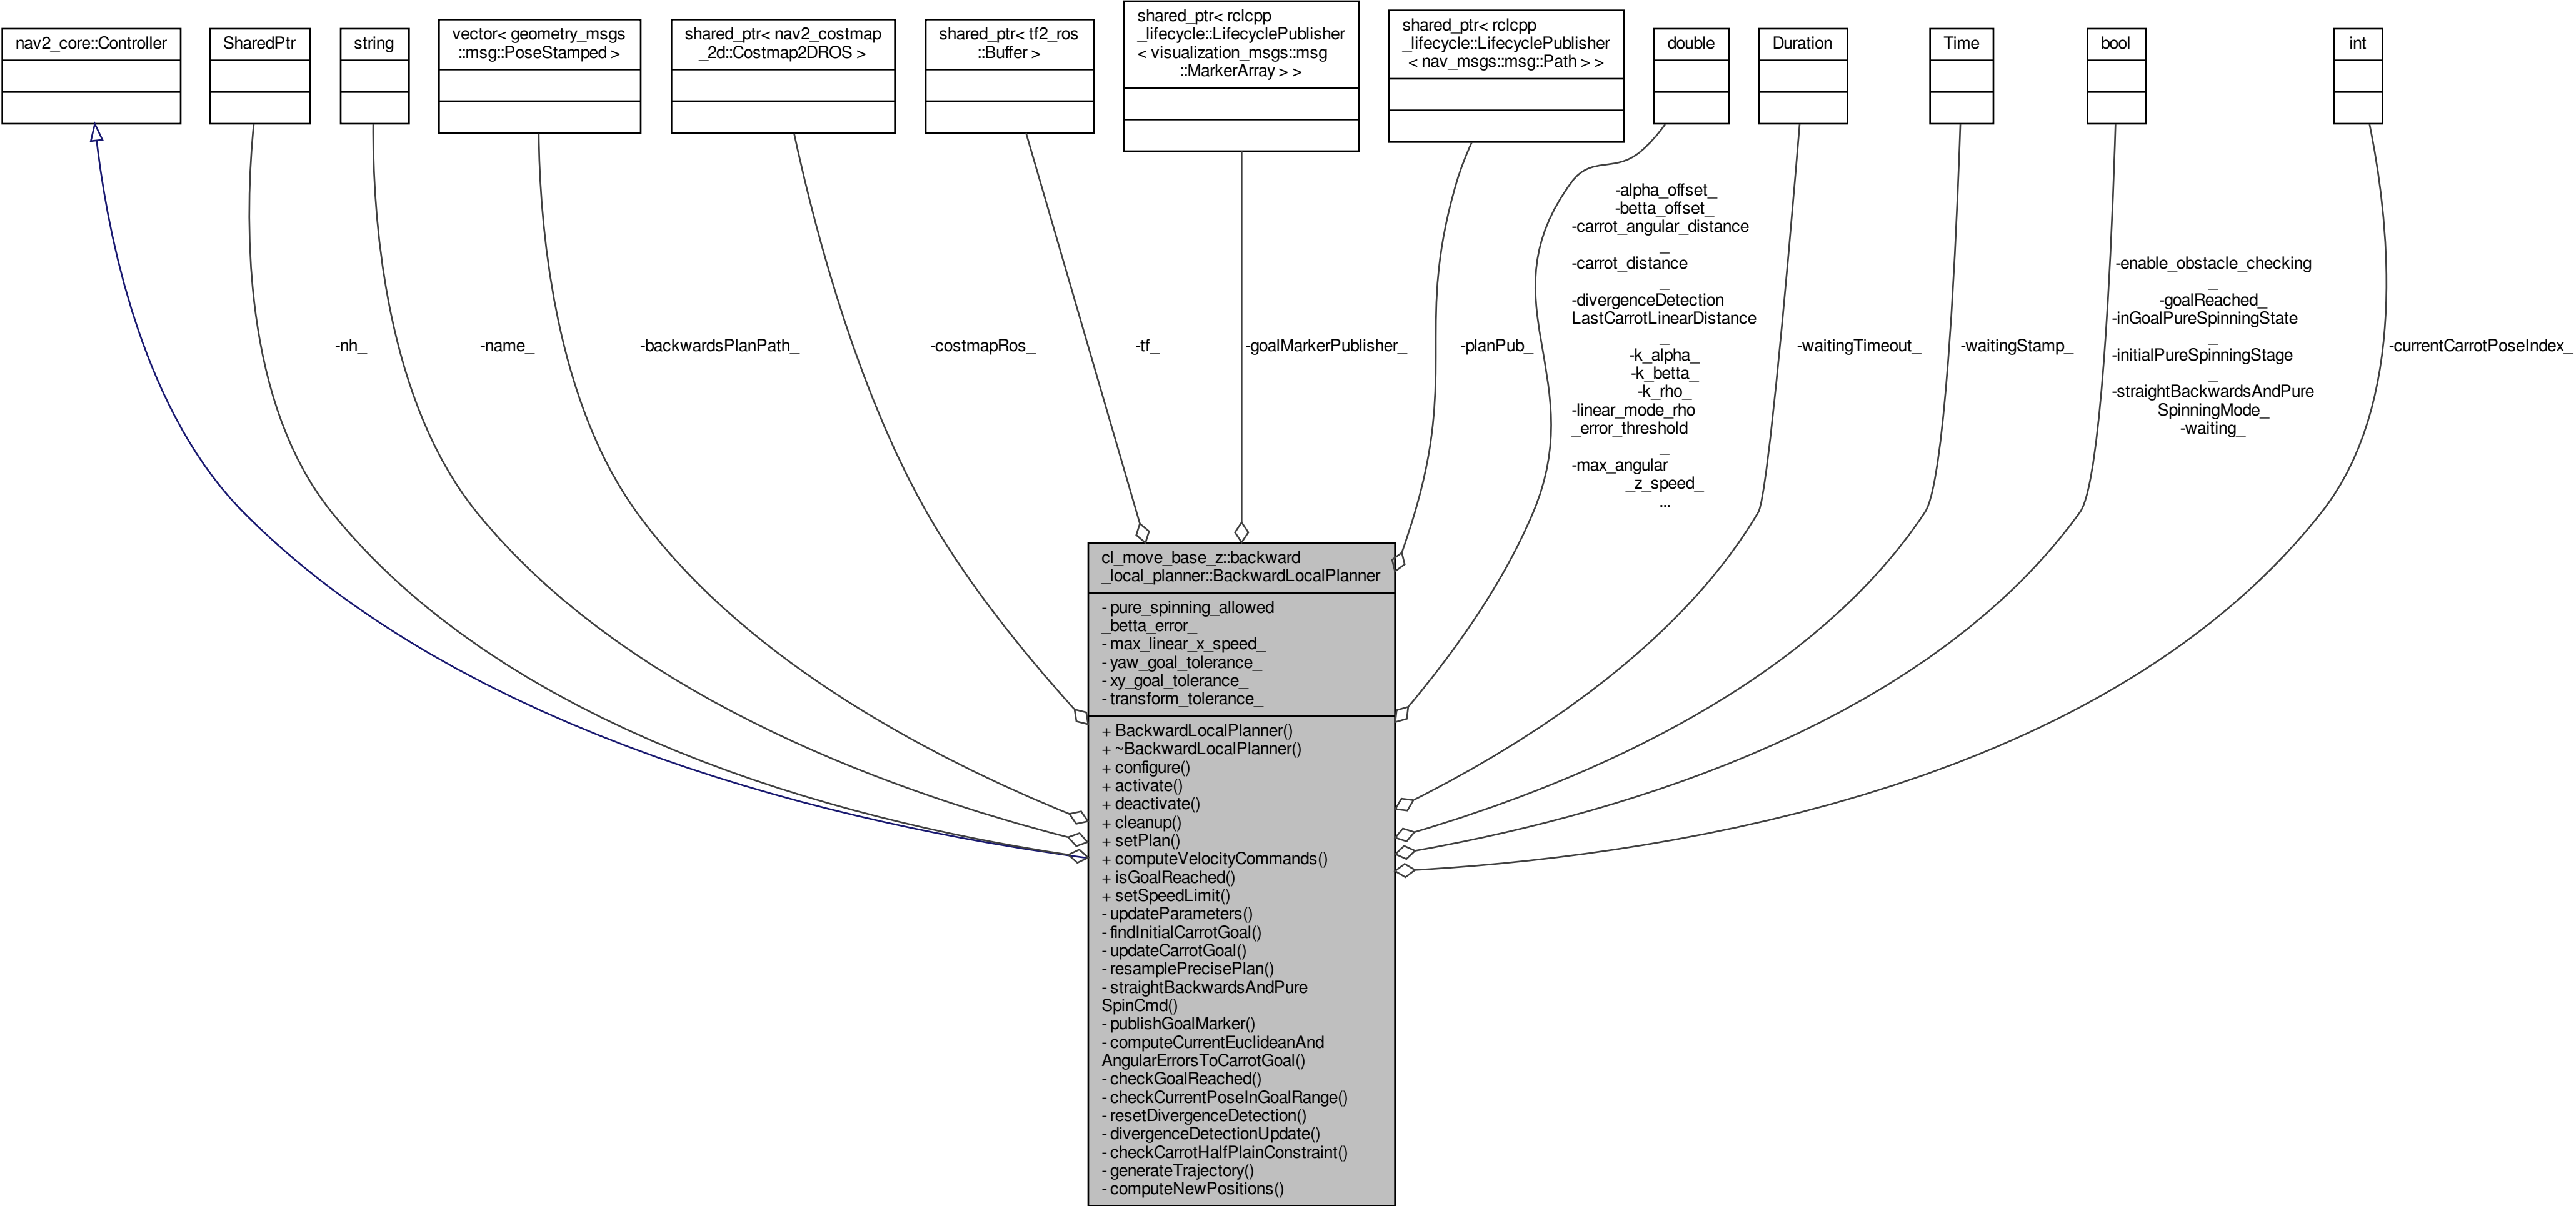 nav2_core::Controller
SharedPtr
string
vector< geometry_msgs
::msg::PoseStamped >
shared_ptr< nav2_costmap
_2d::Costmap2DROS >
shared_ptr< tf2_ros
::Buffer >
shared_ptr< rclcpp
_lifecycle::LifecyclePublisher
< visualization_msgs::msg
::MarkerArray > >
shared_ptr< rclcpp
_lifecycle::LifecyclePublisher
< nav_msgs::msg::Path > >
double
Duration
Time
bool
int
-nh_
-name_
-backwardsPlanPath_
-costmapRos_
-tf_
-goalMarkerPublisher_
-planPub_
-alpha_offset_
-betta_offset_
-carrot_angular_distance
_
-carrot_distance
_
-divergenceDetection
LastCarrotLinearDistance
_
-k_alpha_
-k_betta_
-k_rho_
-linear_mode_rho
_error_threshold
_
-max_angular
_z_speed_
...
-waitingTimeout_
-waitingStamp_
-enable_obstacle_checking
_
-goalReached_
-inGoalPureSpinningState
_
-initialPureSpinningStage
_
-straightBackwardsAndPure
SpinningMode_
-waiting_
-currentCarrotPoseIndex_
cl_move_base_z::backward
_local_planner::BackwardLocalPlanner
- pure_spinning_allowed
_betta_error_
- max_linear_x_speed_
- yaw_goal_tolerance_
- xy_goal_tolerance_
- transform_tolerance_
+ BackwardLocalPlanner()
+ ~BackwardLocalPlanner()
+ configure()
+ activate()
+ deactivate()
+ cleanup()
+ setPlan()
+ computeVelocityCommands()
+ isGoalReached()
+ setSpeedLimit()
- updateParameters()
- findInitialCarrotGoal()
- updateCarrotGoal()
- resamplePrecisePlan()
- straightBackwardsAndPure
SpinCmd()
- publishGoalMarker()
- computeCurrentEuclideanAnd
AngularErrorsToCarrotGoal()
- checkGoalReached()
- checkCurrentPoseInGoalRange()
- resetDivergenceDetection()
- divergenceDetectionUpdate()
- checkCarrotHalfPlainConstraint()
- generateTrajectory()
- computeNewPositions()